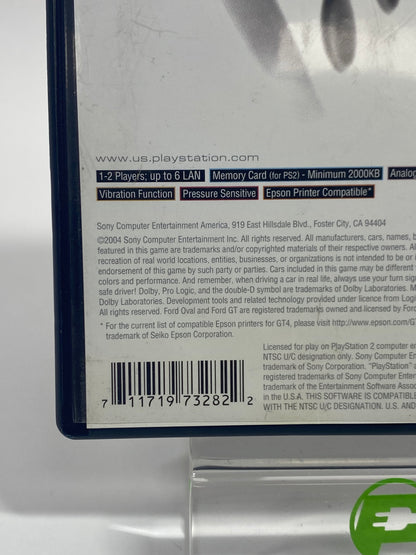 www.us.playstation.com
1-2 Players; up to 6 LAN Memory Card (for PS2) - Minimum 2000KB Analog
Vibration Function Pressure Sensitive Epson Printer Compatible*
Sony Computer Entertainment America, 919 East Hillsdale Blvd., Foster City, CA 94404
©2004 Sony Computer Entertainment Inc. All rights reserved. All manufacturers, cars, names, b
featured in this game are trademarks and/or copyrighted materials of their respective owners. A
recreation of real world locations, entities, businesses, or organizations is not intended to be or i
endorsement of this game by such party or parties. Cars included in this game may be different
colors and performance. And remember, when driving a car in real life, always use your turn sign
safe driver! Dolby, Pro Logic, and the double-D symbol are trademarks of Dolby Laboratories. M
Dolby Laboratories. Development tools and related technology provided under licence from Logi
All rights reserved. Ford Oval and Ford GT are registered trademarks owned and licensed by Ford
* For the current list of compatible Epson printers for GT4, please visit http://www.epson.com/G
trademark of Seiko Epson Corporation.
Licensed for play on PlayStation 2 computer en
NTSC U/C designation only. Sony Computer Ente
trademark of Sony Corporation. "PlayStation" a
registered trademarks of Sony Computer Enter
trademark of the Entertainment Software Asso
in the U.S.A. THIS SOFTWARE IS COMPATIBLE
WITH THE NTSC U/C DESIGNATION. U.S. AND
7 11719 73282 2